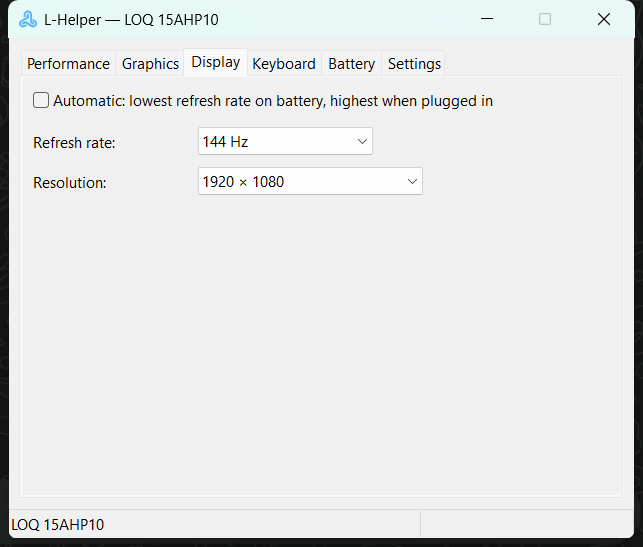 L-Helper — LOQ 15AHP10
Performance Graphics Display Keyboard Battery Settings
Automatic: lowest refresh rate on battery, highest when plugged in
Refresh rate: 144 Hz
Resolution: 1920 × 1080
LOQ 15AHP10